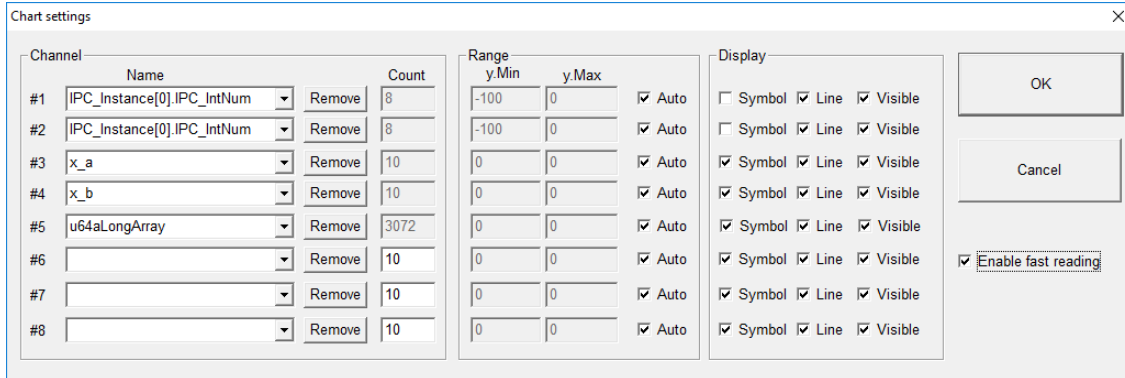 Chart settings
Channel Range Display
Name Count y.Min y.Max
#1 IPC_Instance[0].IPC_IntNum Remove 8 -100 0 Auto Symbol Line Visible
#2 IPC_Instance[0].IPC_IntNum Remove 8 -100 0 Auto Symbol Line Visible
#3 x_a Remove 10 0 0 Auto Symbol Line Visible
#4 x_b Remove 10 0 0 Auto Symbol Line Visible
#5 u64aLongArray Remove 3072 0 0 Auto Symbol Line Visible
#6 Remove 10 0 0 Auto Symbol Line Visible
#7 Remove 10 0 0 Auto Symbol Line Visible
#8 Remove 10 0 0 Auto Symbol Line Visible
OK
Cancel
Enable fast reading